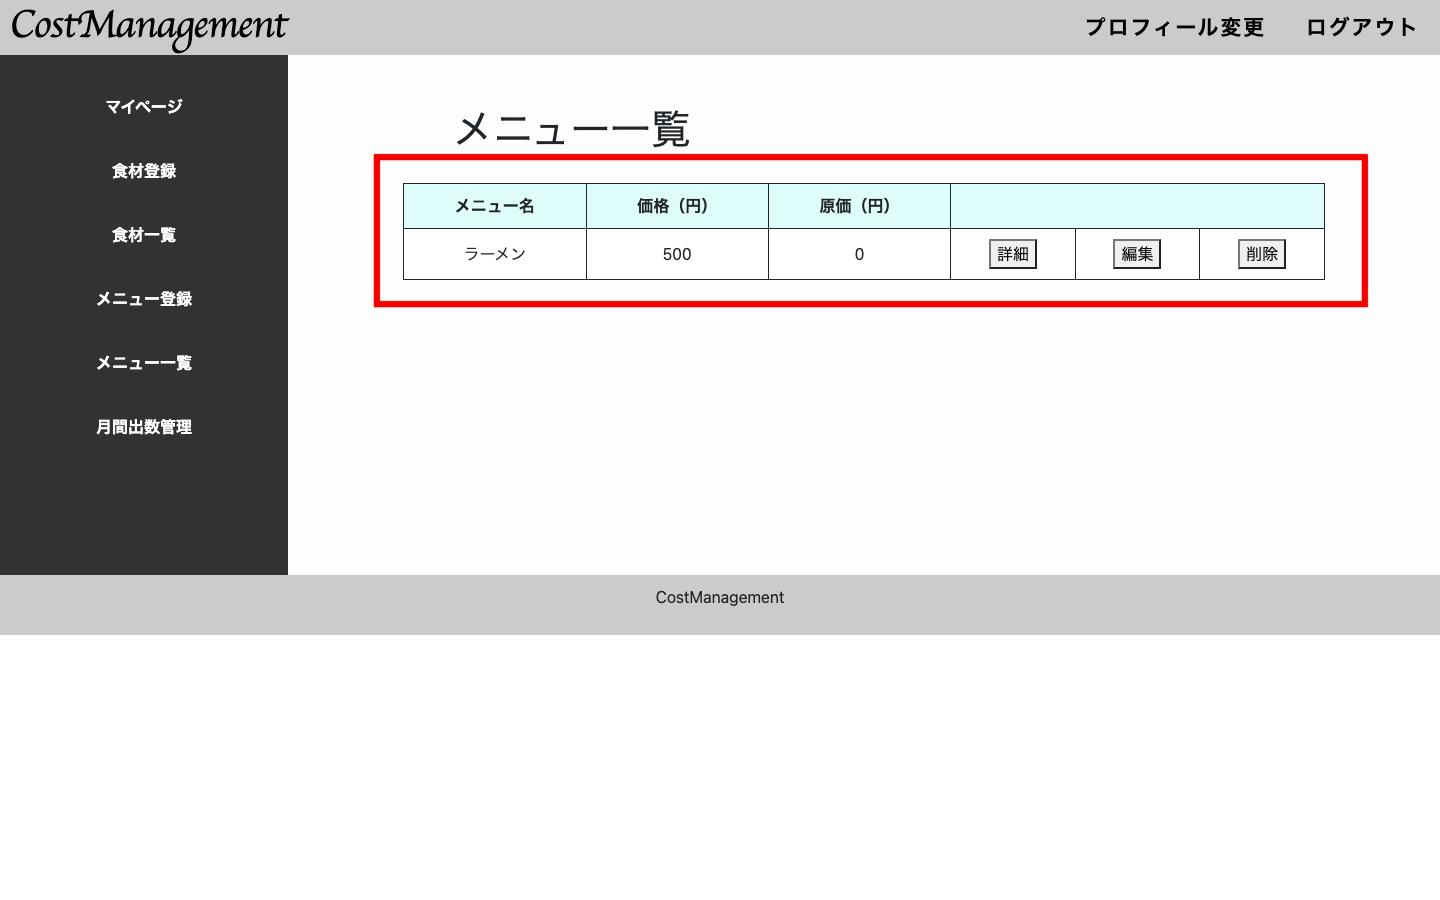 CostManagement
プロフィール変更 ログアウト
マイページ
食材登録
食材一覧
メニュー登録
メニュー一覧
月間出数管理
メニュー一覧
メニュー名 価格（円） 原価（円）
ラーメン 500 0 詳細 編集 削除
CostManagement